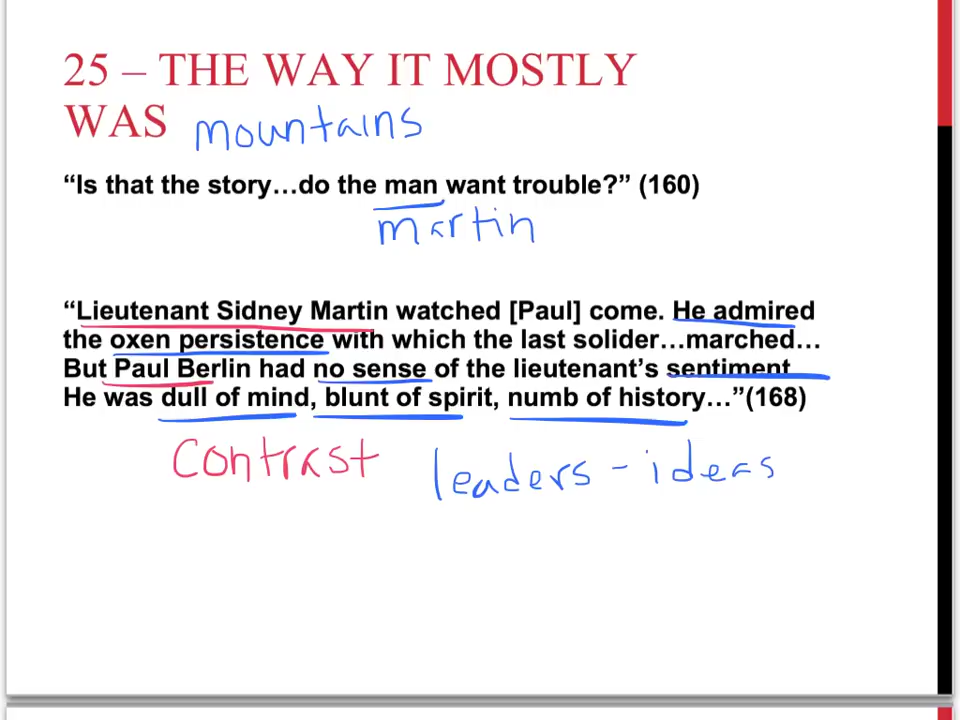 25 – THE WAY IT MOSTLY
WAS mountains
“Is that the story…do the man want trouble?” (160)
martin
“Lieutenant Sidney Martin watched [Paul] come. He admired
the oxen persistence with which the last solider…marched…
But Paul Berlin had no sense of the lieutenant’s sentiment
He was dull of mind, blunt of spirit, numb of history…”(168)
contrast leaders - ideas